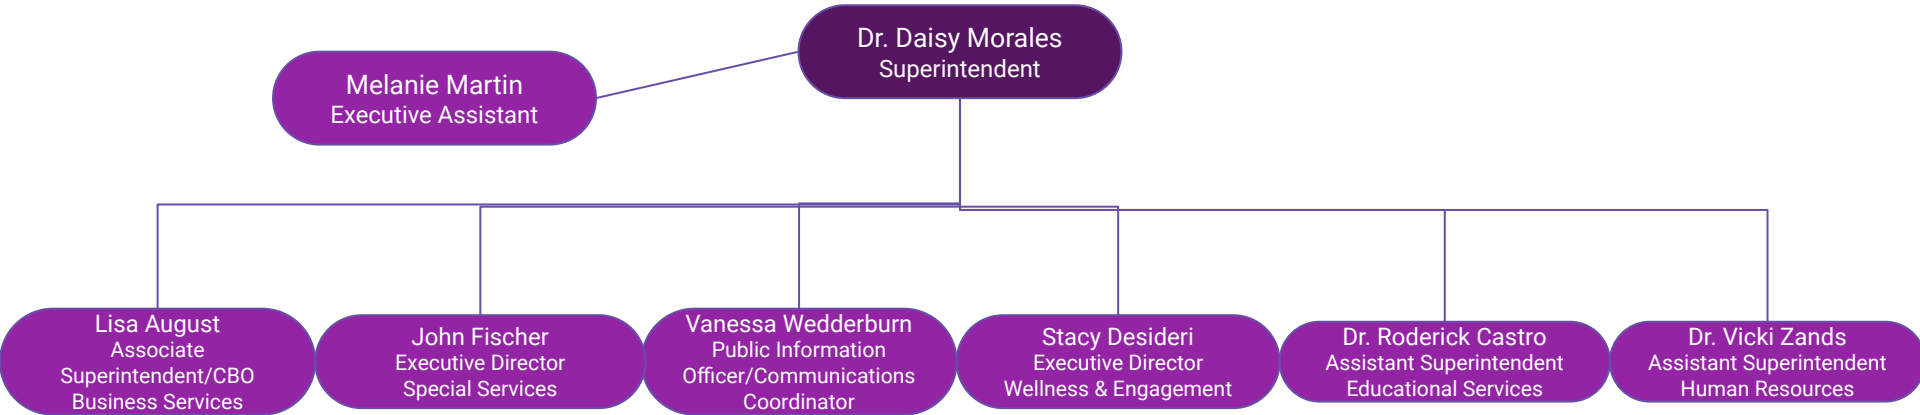 Dr. Daisy Morales
Superintendent
Melanie Martin
Executive Assistant
Lisa August
Associate
Superintendent/CBO
Business Services
John Fischer
Executive Director
Special Services
Vanessa Wedderburn
Public Information
Officer/Communications
Coordinator
Stacy Desideri
Executive Director
Wellness & Engagement
Dr. Roderick Castro
Assistant Superintendent
Educational Services
Dr. Vicki Zands
Assistant Superintendent
Human Resources